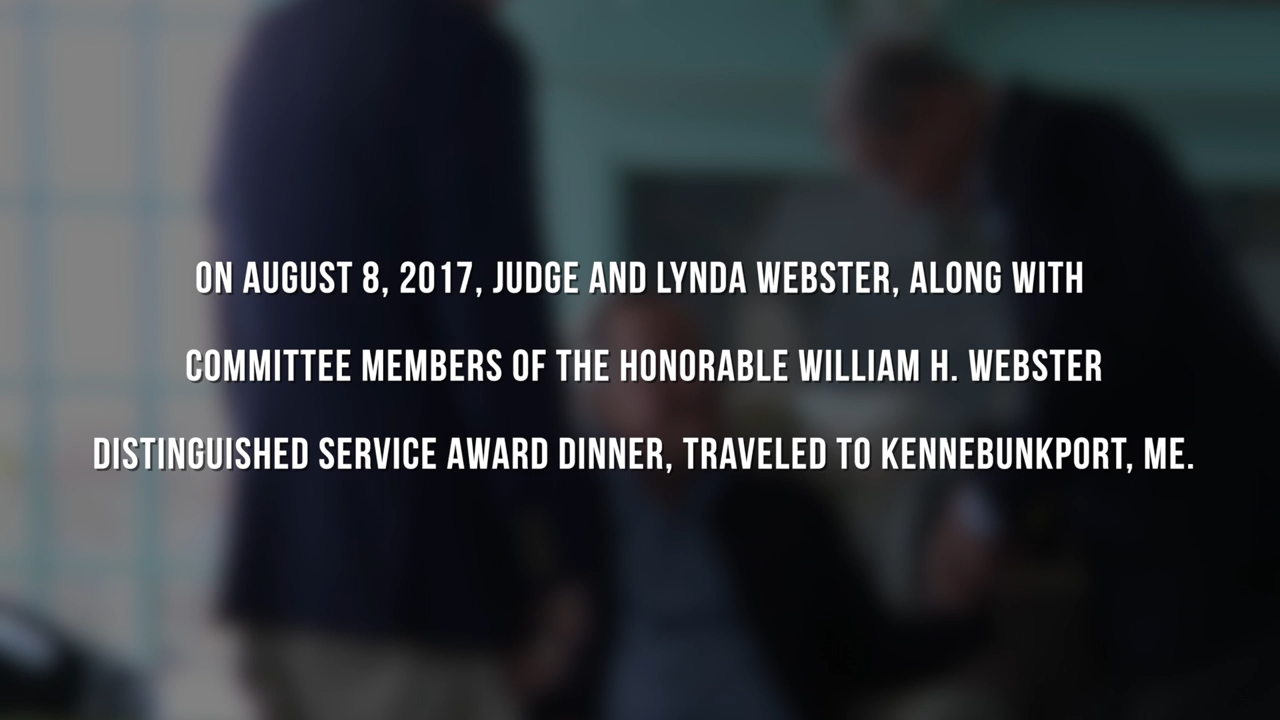 ON AUGUST 8, 2017, JUDGE AND LYNDA WEBSTER, ALONG WITH
COMMITTEE MEMBERS OF THE HONORABLE WILLIAM H. WEBSTER
DISTINGUISHED SERVICE AWARD DINNER, TRAVELED TO KENNEBUNKPORT, ME.